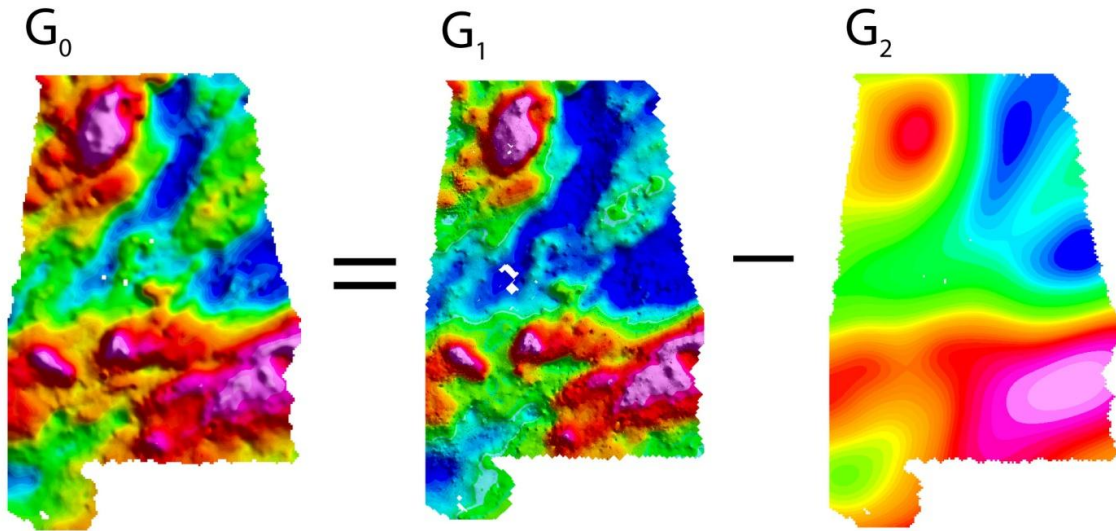 G₀ = G₁ − G₂